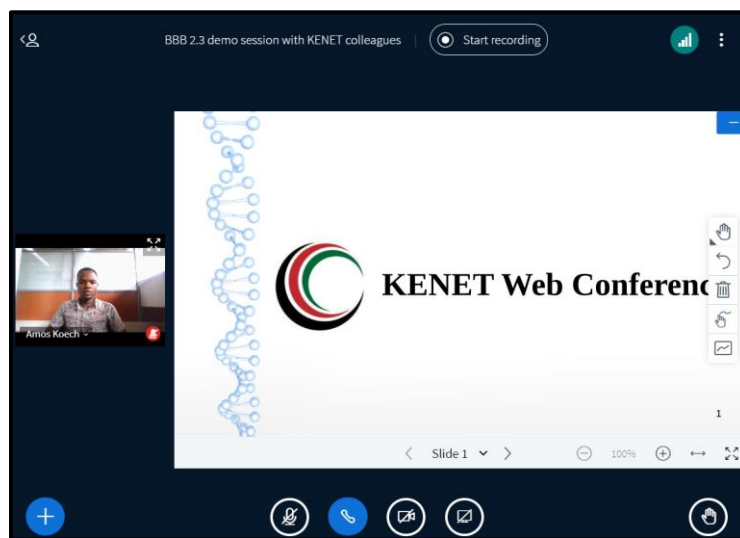 BBB 2.3 demo session with KENET colleagues
Start recording
KENET Web Conferenc
Amos Koech
1
Slide 1
100%